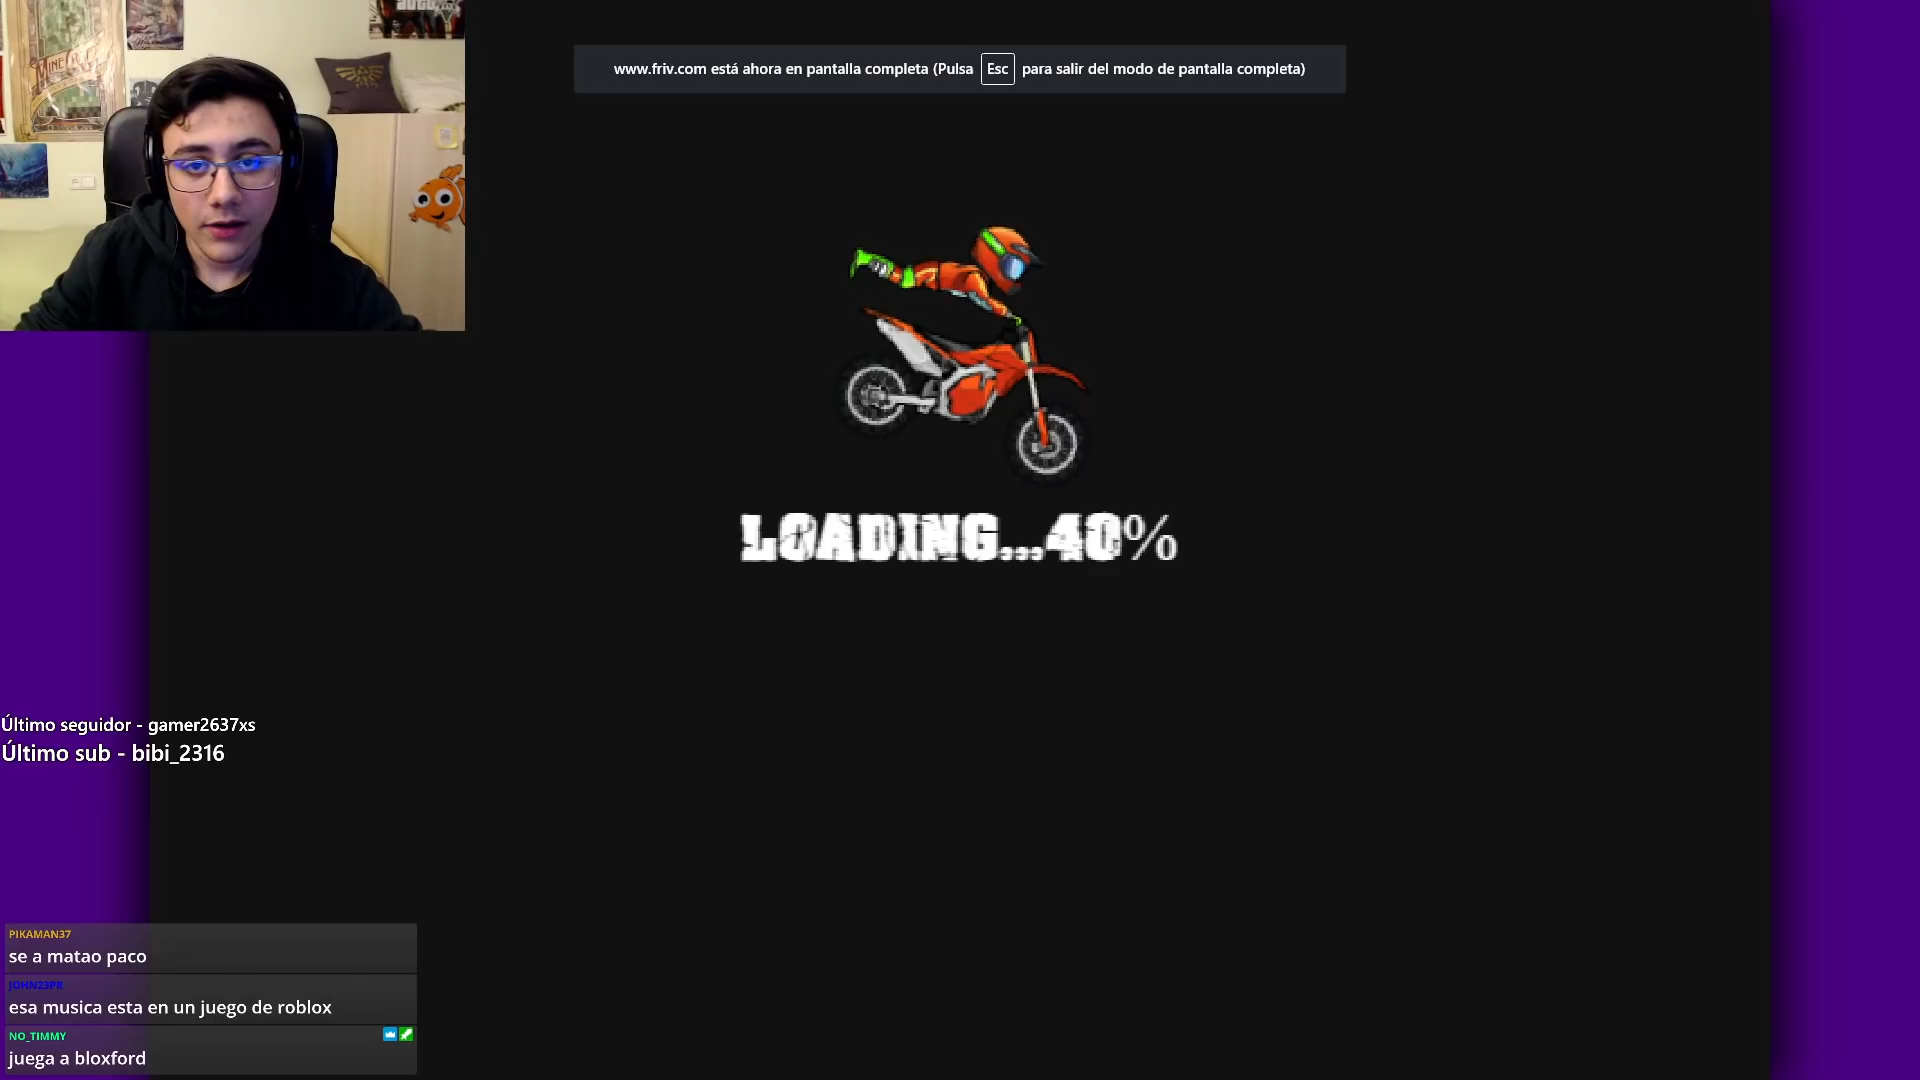 MINECRAFT
www.friv.com está ahora en pantalla completa (Pulsa Esc para salir del modo de pantalla completa)
LOADING...40%
Último seguidor - gamer2637xs
Último sub - bibi_2316
PIKAMAN37
se a matao paco
JOHN23PR
esa musica esta en un juego de roblox
NO_TIMMY
juega a bloxford